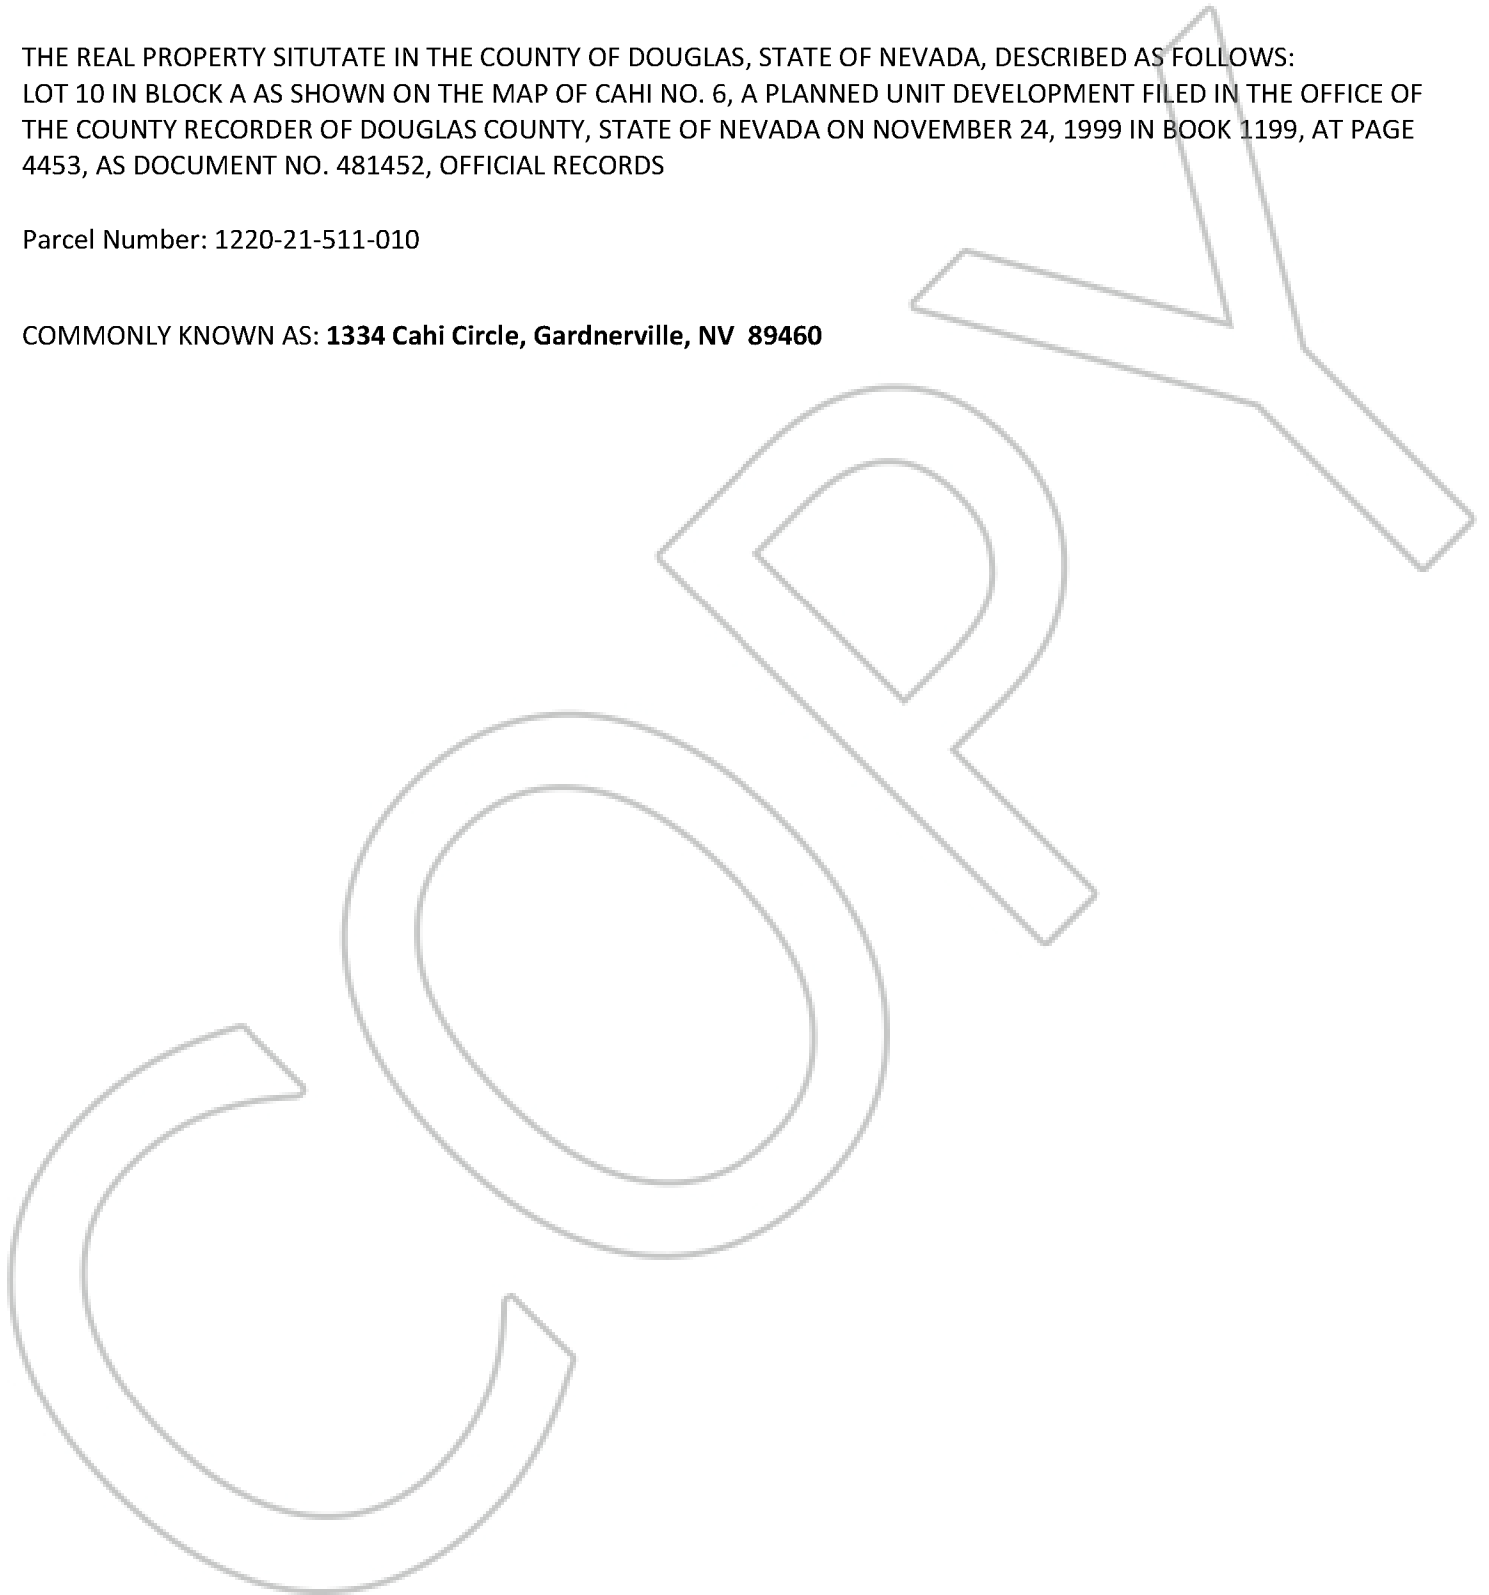 THE REAL PROPERTY SITUTATE IN THE COUNTY OF DOUGLAS, STATE OF NEVADA, DESCRIBED AS FOLLOWS:
LOT 10 IN BLOCK A AS SHOWN ON THE MAP OF CAHI NO. 6, A PLANNED UNIT DEVELOPMENT FILED IN THE OFFICE OF
THE COUNTY RECORDER OF DOUGLAS COUNTY, STATE OF NEVADA ON NOVEMBER 24, 1999 IN BOOK 1199, AT PAGE
4453, AS DOCUMENT NO. 481452, OFFICIAL RECORDS
Parcel Number: 1220-21-511-010
COMMONLY KNOWN AS: 1334 Cahi Circle, Gardnerville, NV  89460
COPY